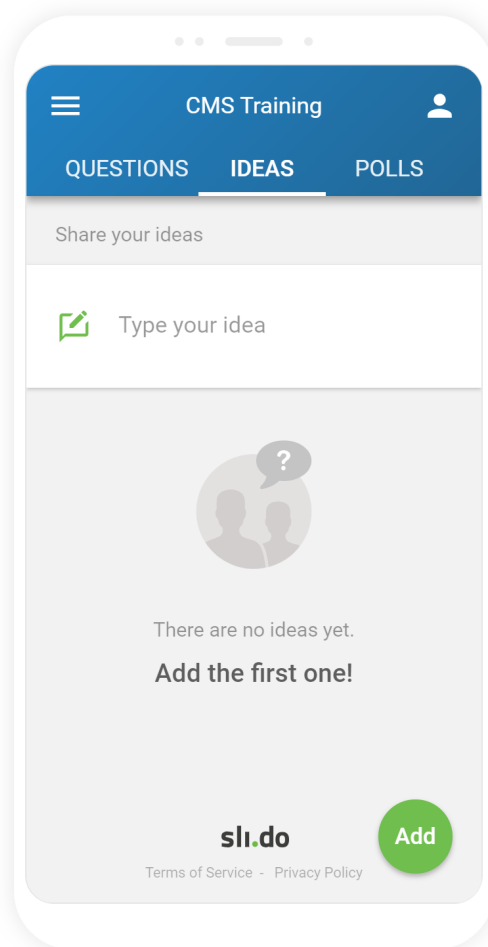 CMS Training
QUESTIONS IDEAS POLLS
Share your ideas
Type your idea
?
There are no ideas yet.
Add the first one!
sli.do
Add
Terms of Service - Privacy Policy